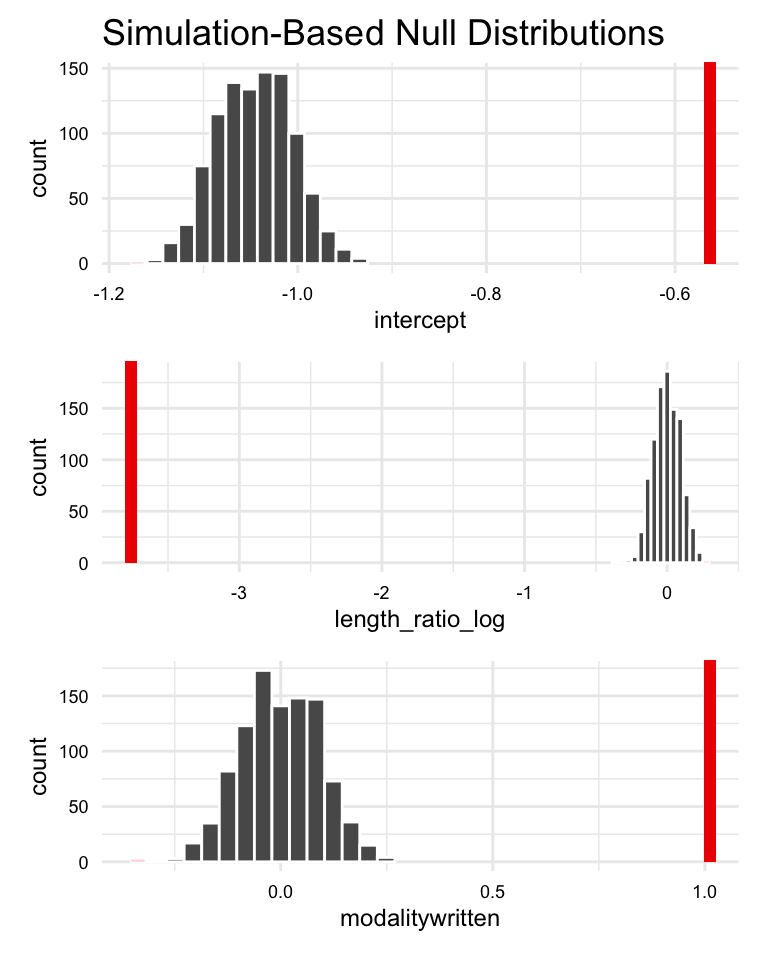 Simulation-Based Null Distributions
150
100
50
0
count
-1.2 -1.0 -0.8 -0.6
intercept
150
100
50
0
count
-3 -2 -1 0
length_ratio_log
150
100
50
0
count
0.0 0.5 1.0
modalitywritten